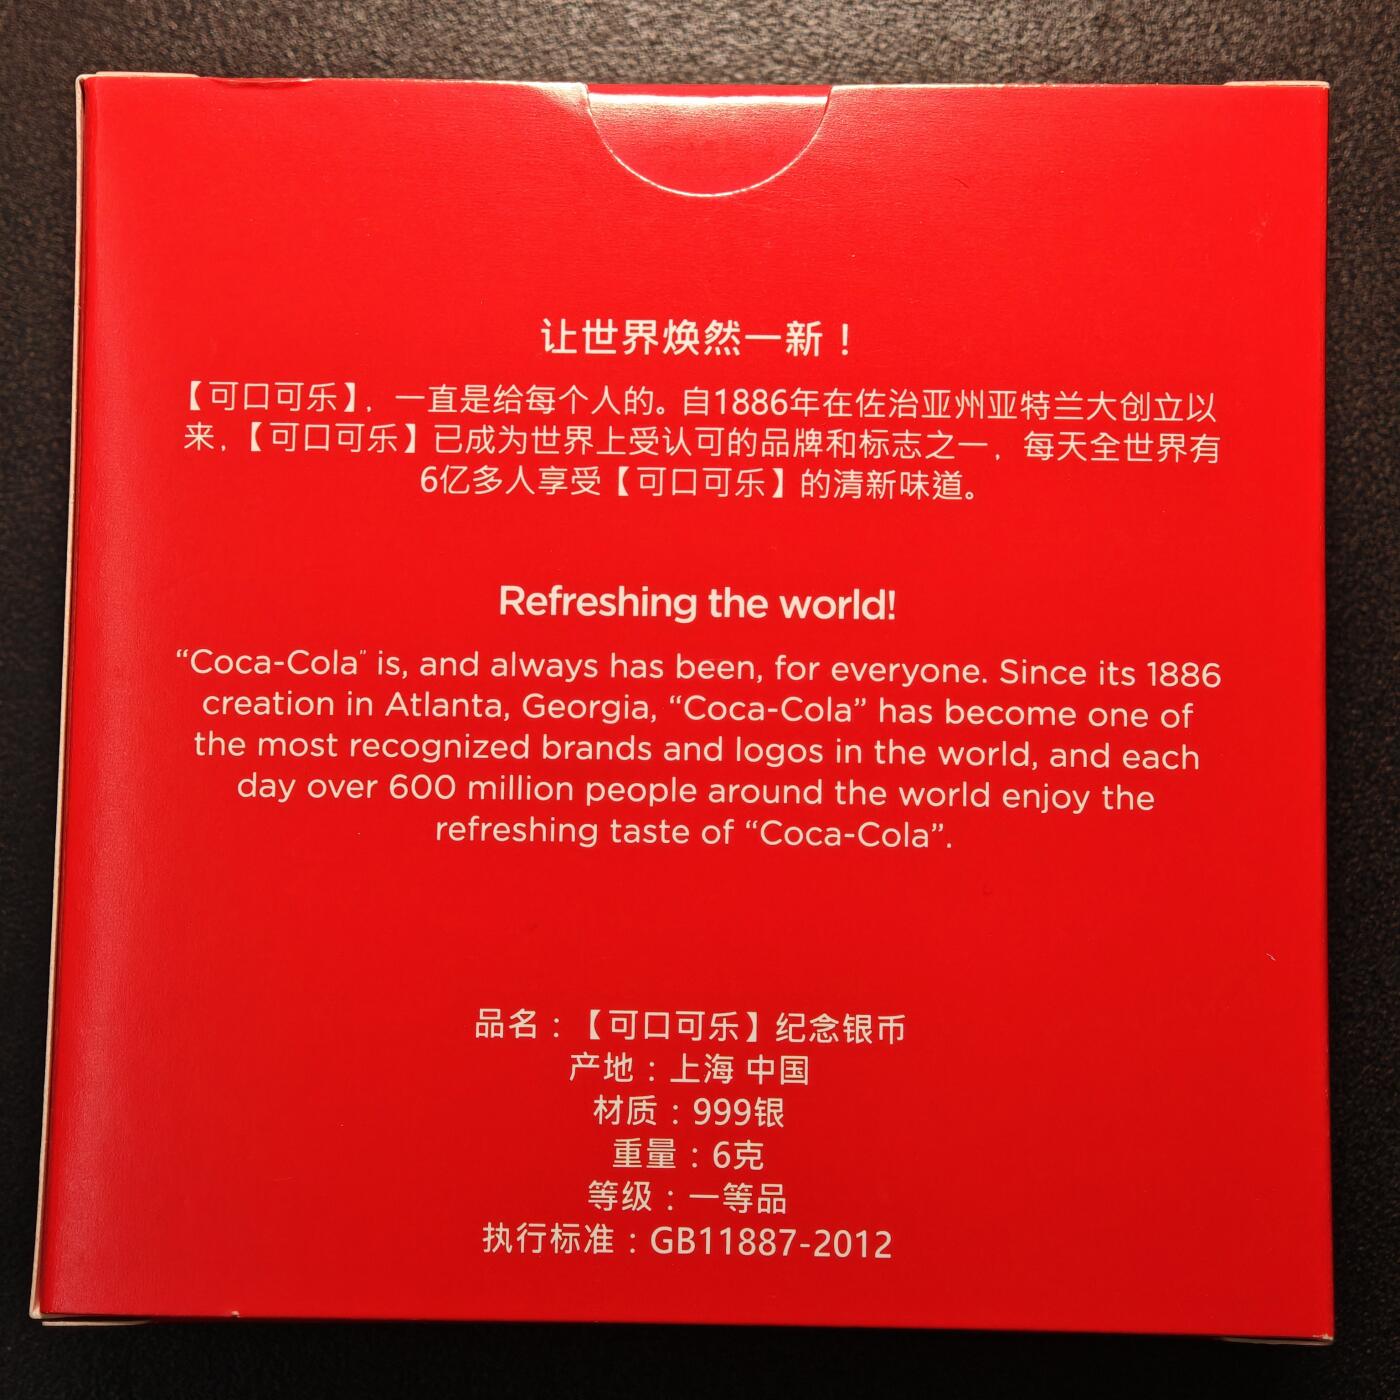 让世界焕然一新！
【可口可乐】，一直是给每个人的。自1886年在佐治亚州亚特兰大创立以
来，【可口可乐】已成为世界上受认可的品牌和标志之一，每天全世界有
6亿多人享受【可口可乐】的清新味道。
Refreshing the world!
“Coca-Cola” is, and always has been, for everyone. Since its 1886
creation in Atlanta, Georgia, “Coca-Cola” has become one of
the most recognized brands and logos in the world, and each
day over 600 million people around the world enjoy the
refreshing taste of “Coca-Cola”.
品名：【可口可乐】纪念银币
产地：上海 中国
材质：999银
重量：6克
等级：一等品
执行标准：GB11887-2012